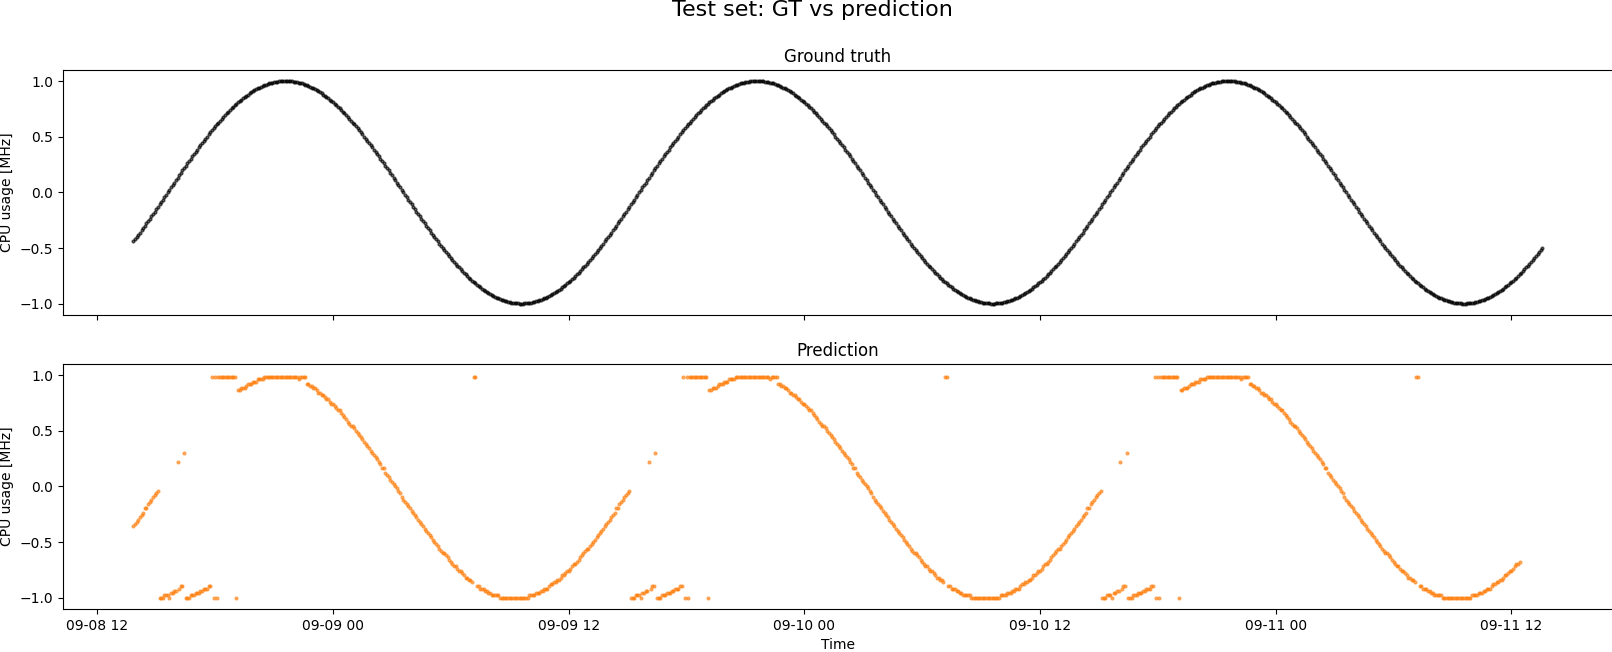 Test set: GT vs prediction
Ground truth
CPU usage [MHz]
1.0
0.5
0.0
−0.5
−1.0
Prediction
CPU usage [MHz]
1.0
0.5
0.0
−0.5
−1.0
09-08 12 09-09 00 09-09 12 09-10 00 09-10 12 09-11 00 09-11 12
Time